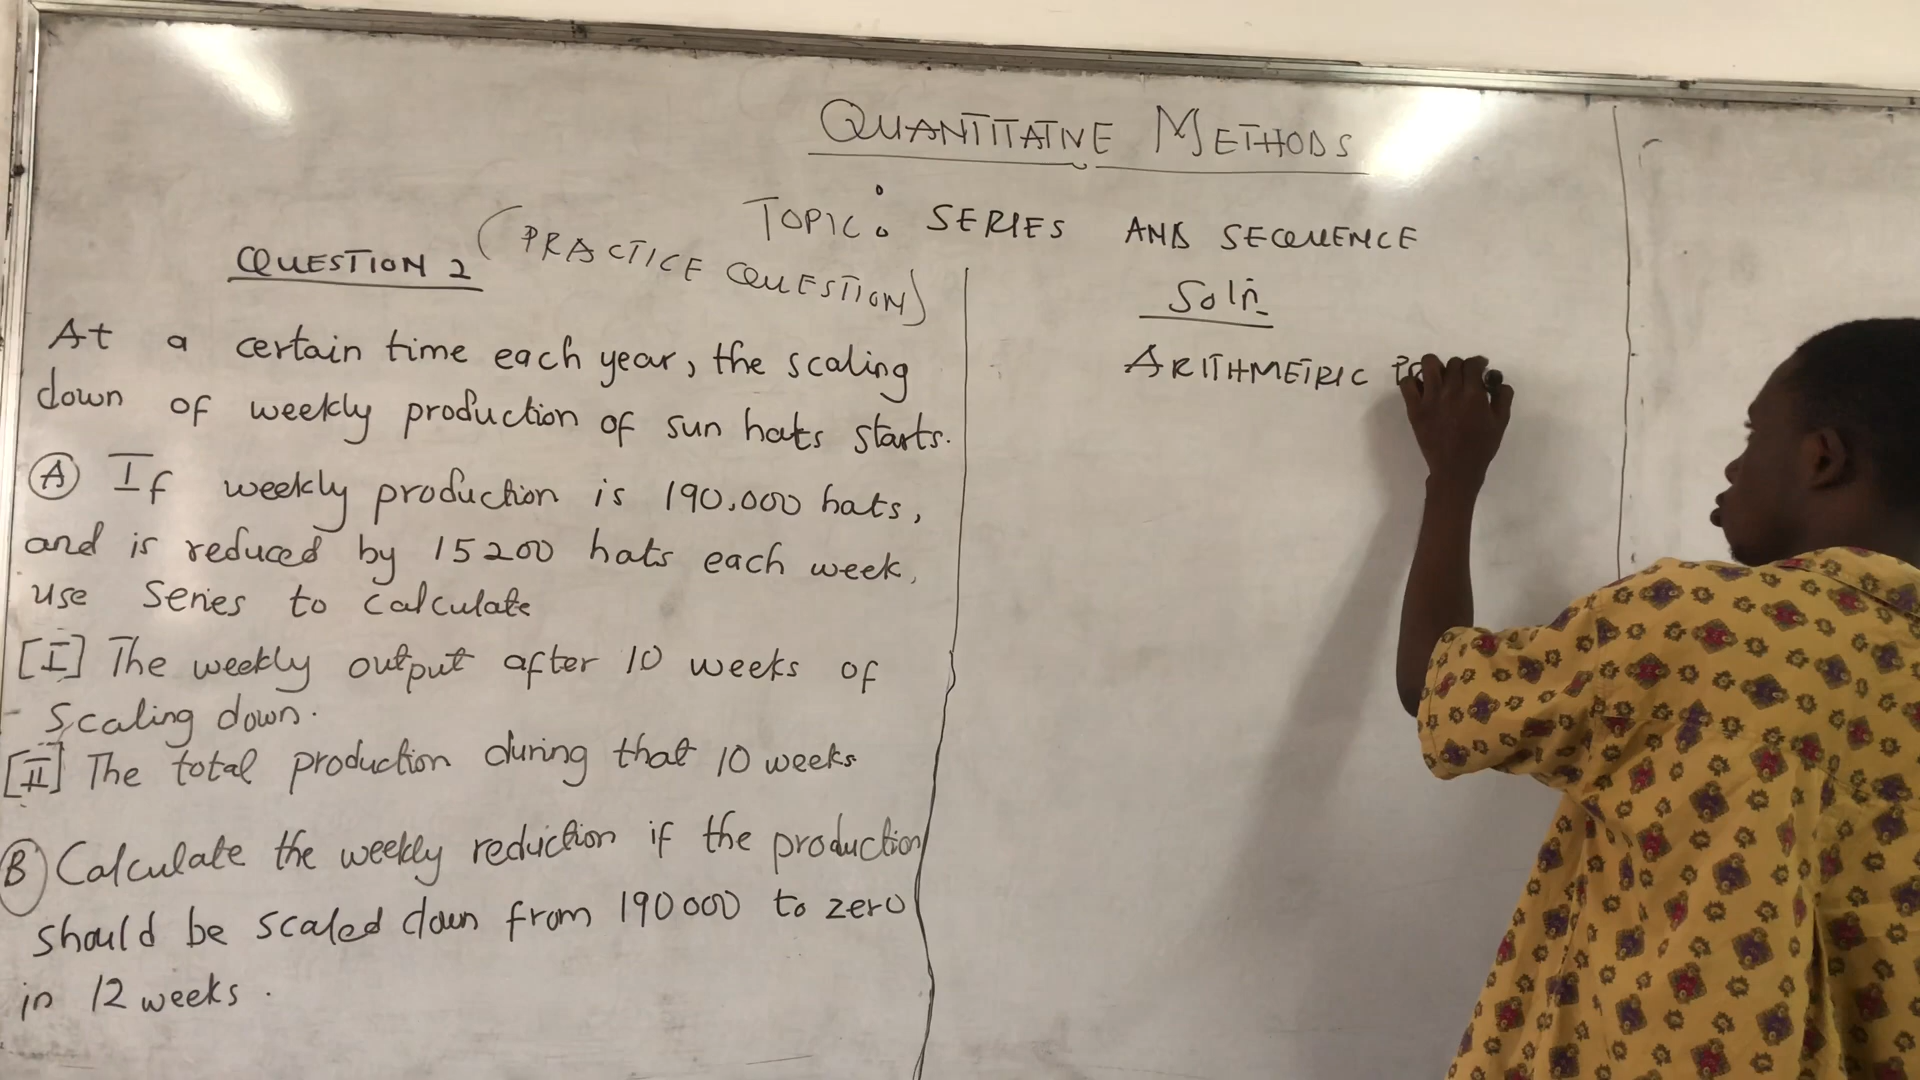 QUANTITATIVE METHODS
TOPIC: SERIES AND SEQUENCE
QUESTION 2 (PRACTICE QUESTION)
At a certain time each year, the scaling
down of weekly production of sun hats starts.
(A) If weekly production is 190,000 hats,
and is reduced by 15200 hats each week,
use Series to calculate
[I] The weekly output after 10 weeks of
scaling down.
[II] The total production during that 10 weeks
(B) Calculate the weekly reduction if the production
should be scaled down from 190000 to zero
in 12 weeks.
Soln
ARITHMETRIC